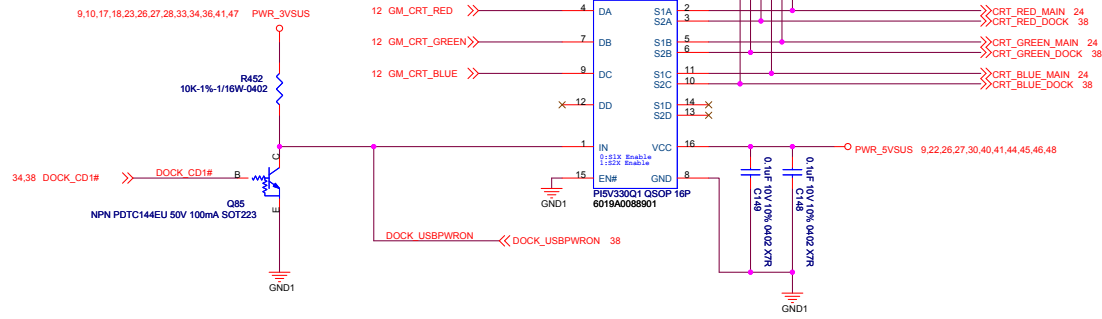 9,10,17,18,23,26,27,28,33,34,36,41,47 PWR_3VSUS
R452
10K-1%-1/16W-0402
34,38 DOCK_CD1#
DOCK_CD1#
B
C
E
Q85
NPN PDTC144EU 50V 100mA SOT223
GND1
12 GM_CRT_RED
12 GM_CRT_GREEN
12 GM_CRT_BLUE
4 DA
7 DB
9 DC
12 DD
1 IN
0:S1X Enable
1:S2X Enable
15 EN#
GND1
S1A 2
S2A 3
S1B 5
S2B 6
S1C 11
S2C 10
S1D 14
S2D 13
VCC 16
GND 8
PI5V330Q1 QSOP 16P
6019A0088901
CRT_RED_MAIN 24
CRT_RED_DOCK 38
CRT_GREEN_MAIN 24
CRT_GREEN_DOCK 38
CRT_BLUE_MAIN 24
CRT_BLUE_DOCK 38
PWR_5VSUS 9,22,26,27,30,40,41,44,45,46,48
0.1uF 10V 10% 0402 X7R
C149
0.1uF 10V 10% 0402 X7R
C148
GND1
DOCK_USBPWRON
DOCK_USBPWRON 38